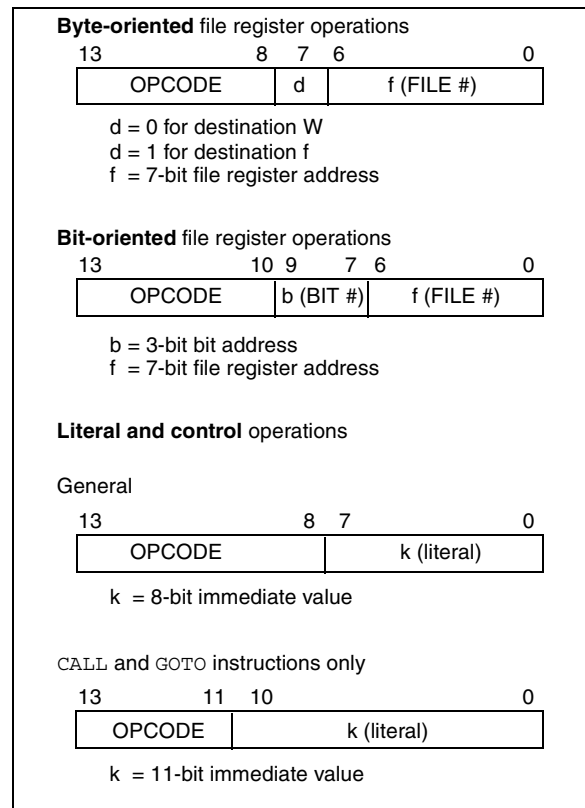 Byte-oriented file register operations
13 8 7 6 0
OPCODE d f (FILE #)
d = 0 for destination W
d = 1 for destination f
f = 7-bit file register address
Bit-oriented file register operations
13 10 9 7 6 0
OPCODE b (BIT #) f (FILE #)
b = 3-bit bit address
f = 7-bit file register address
Literal and control operations
General
13 8 7 0
OPCODE k (literal)
k = 8-bit immediate value
CALL and GOTO instructions only
13 11 10 0
OPCODE k (literal)
k = 11-bit immediate value